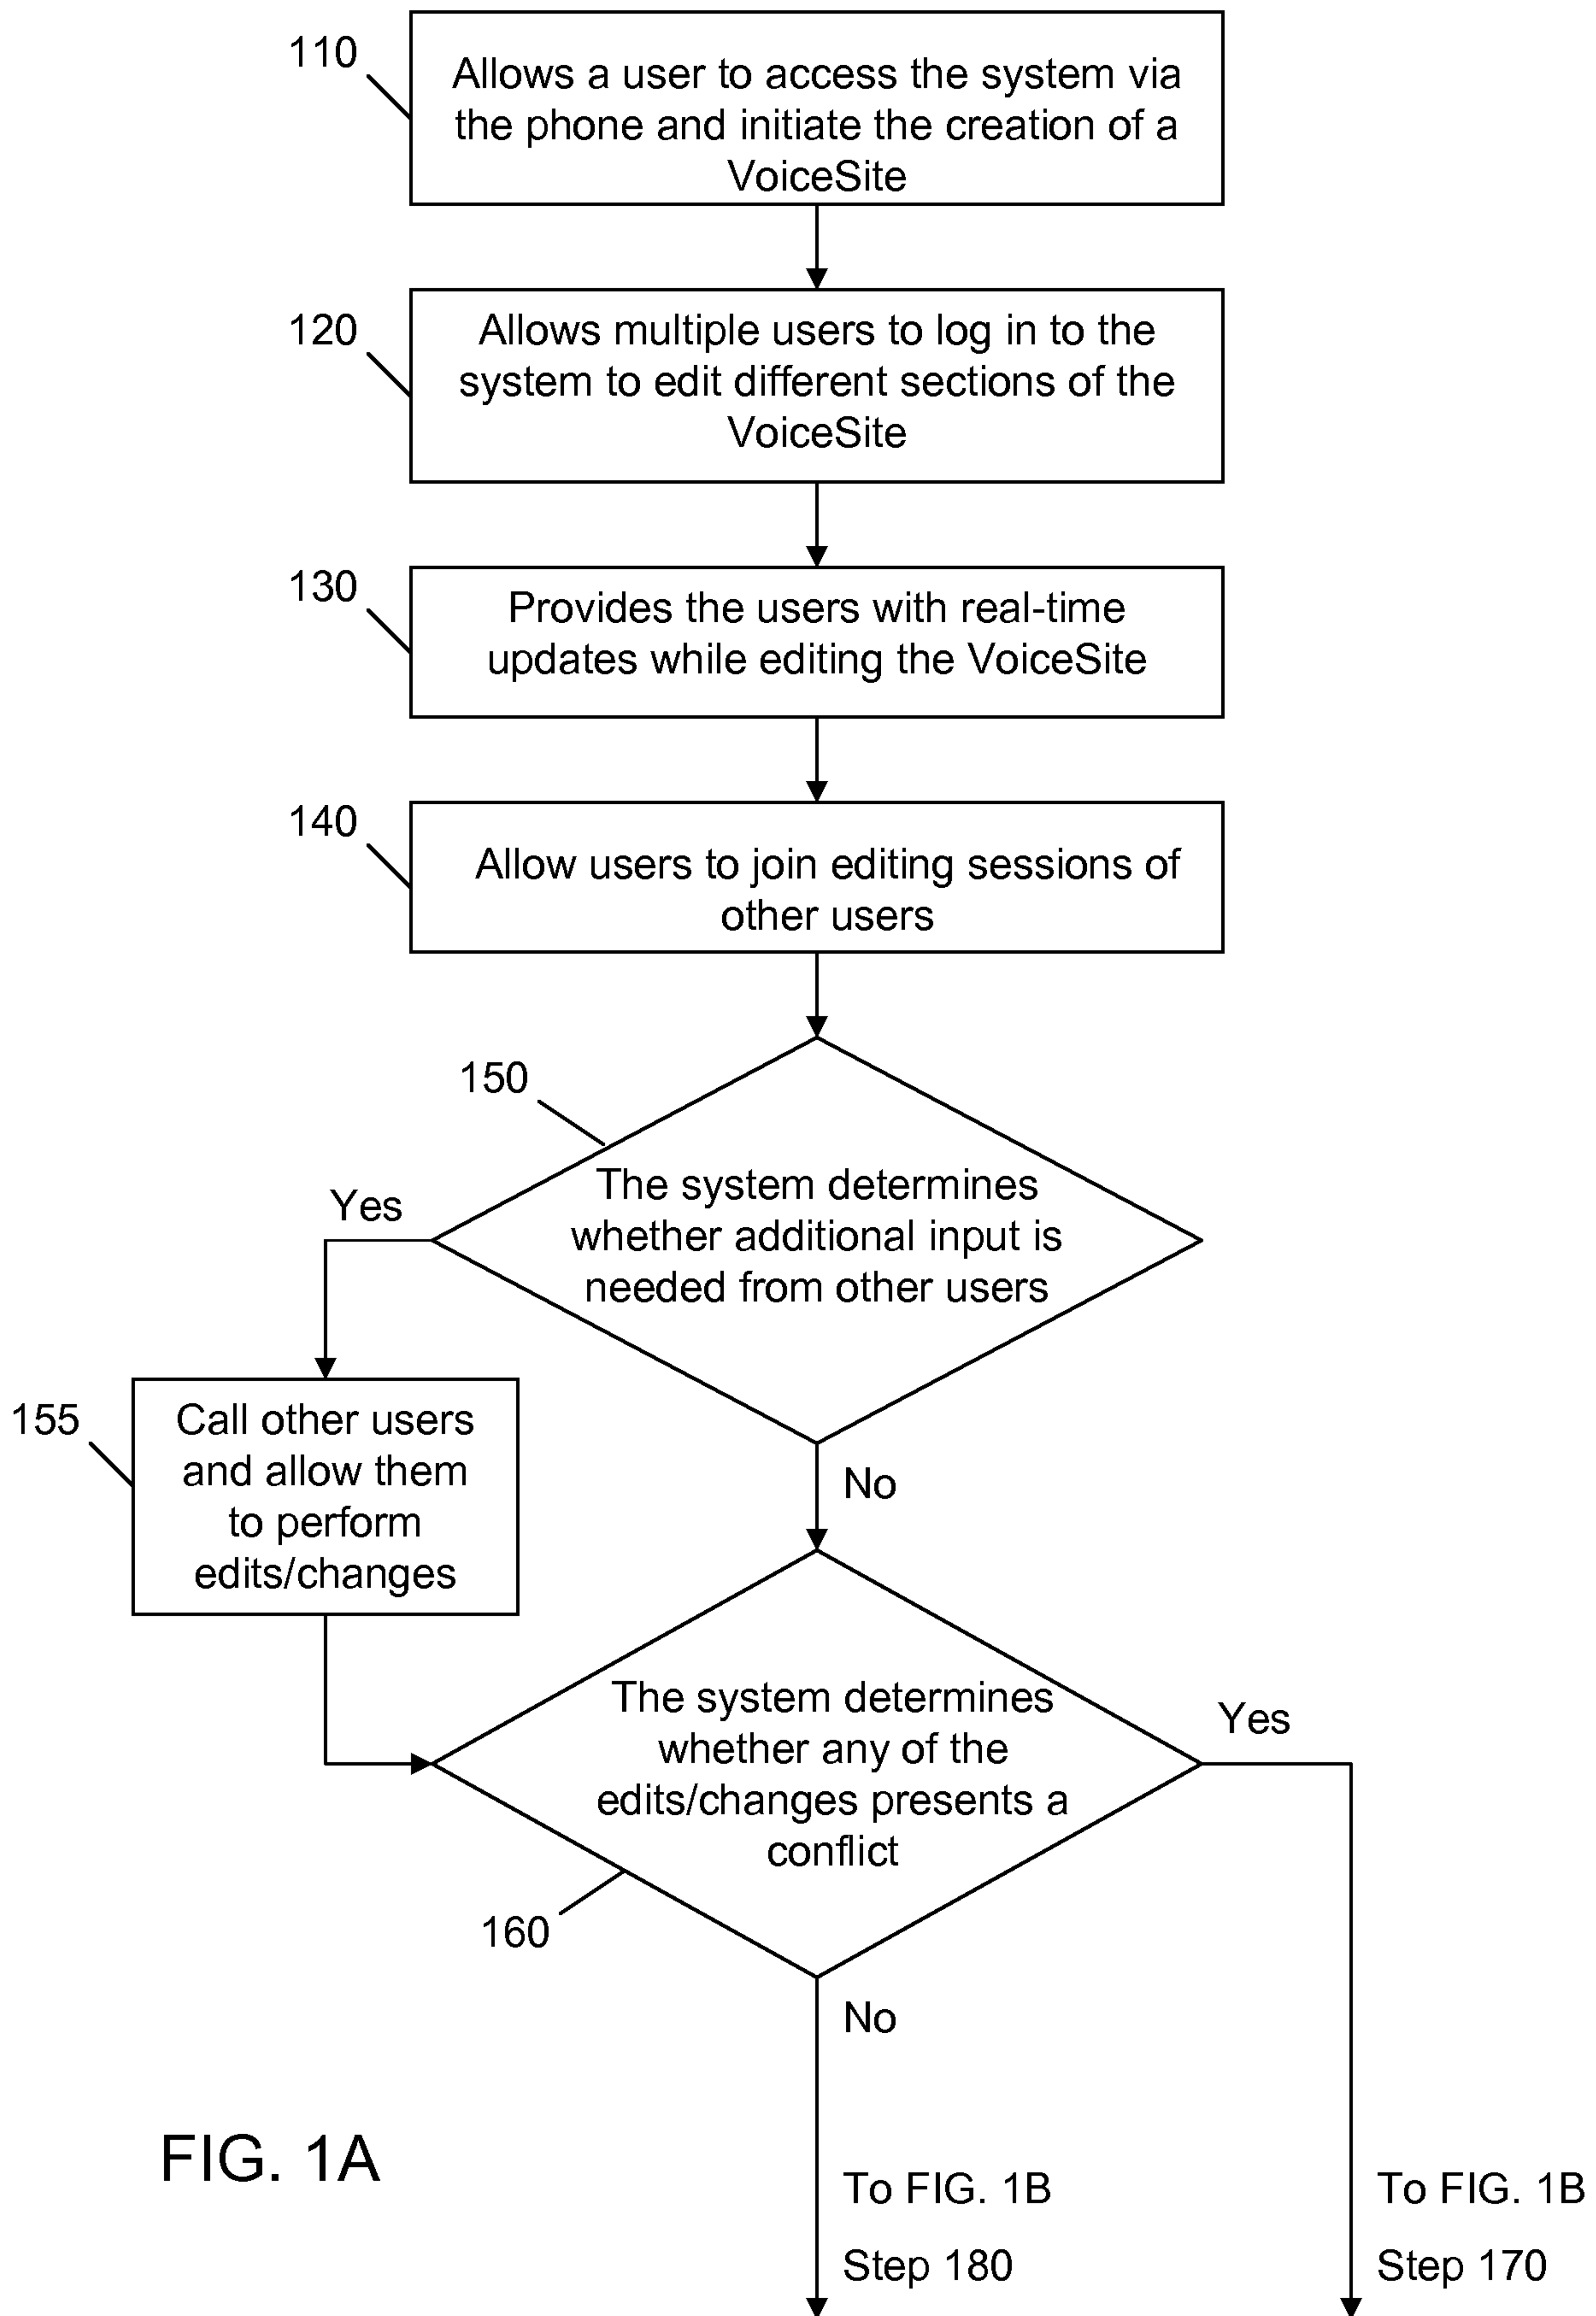 110
Allows a user to access the system via
the phone and initiate the creation of a
VoiceSite
120
Allows multiple users to log in to the
system to edit different sections of the
VoiceSite
130
Provides the users with real-time
updates while editing the VoiceSite
140
Allow users to join editing sessions of
other users
150
The system determines
whether additional input is
needed from other users
Yes
155
Call other users
and allow them
to perform
edits/changes
No
The system determines
whether any of the
edits/changes presents a
conflict
Yes
160
No
FIG. 1A
To FIG. 1B
Step 180
To FIG. 1B
Step 170